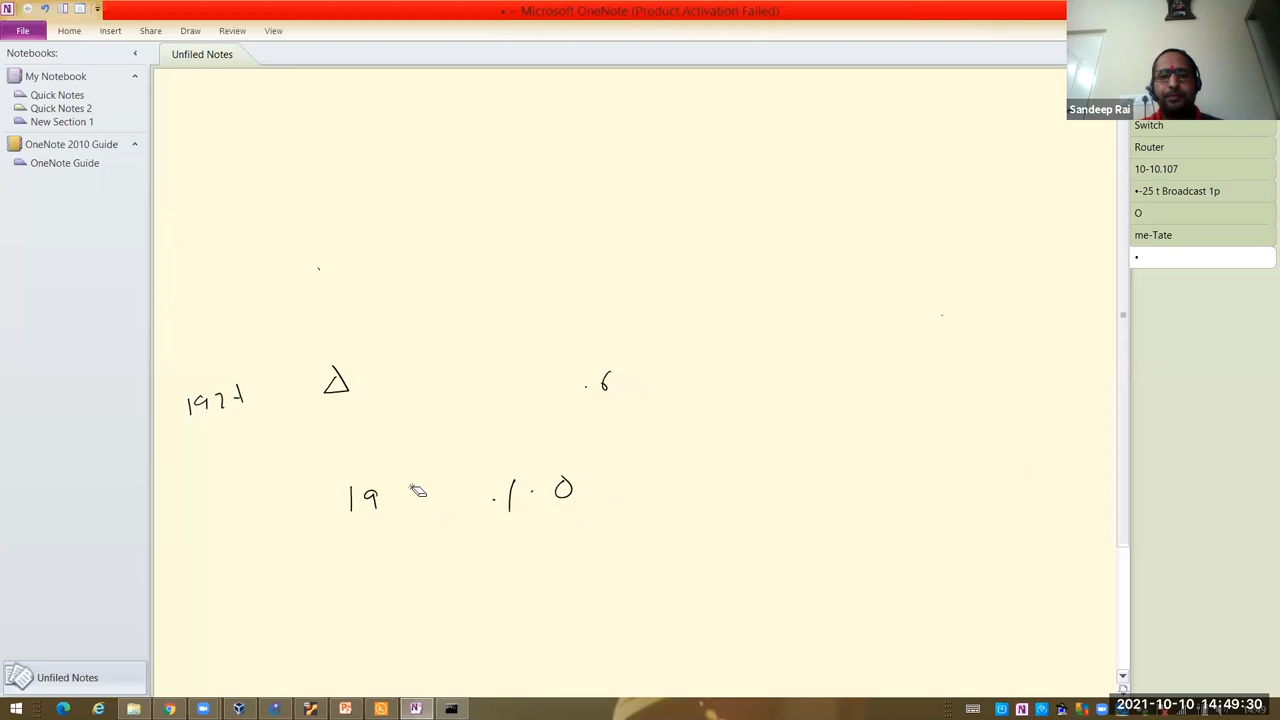 • - Microsoft OneNote (Product Activation Failed)
File Home Insert Share Draw Review View
Sandeep Rai
Notebooks:
Unfiled Notes
My Notebook
Quick Notes
Quick Notes 2
New Section 1
OneNote 2010 Guide
OneNote Guide
Switch
Router
10-10.107
•-25 t Broadcast 1p
O
me-Tate
•
Δ
. 6
19 . 1 . 0
Unfiled Notes
2021-10-10 14:49:30